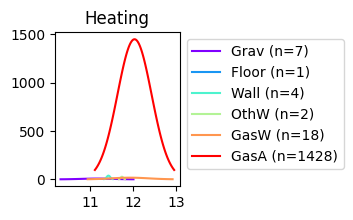 Heating
1500
1000
500
0
11 12 13
Grav (n=7)
Floor (n=1)
Wall (n=4)
OthW (n=2)
GasW (n=18)
GasA (n=1428)